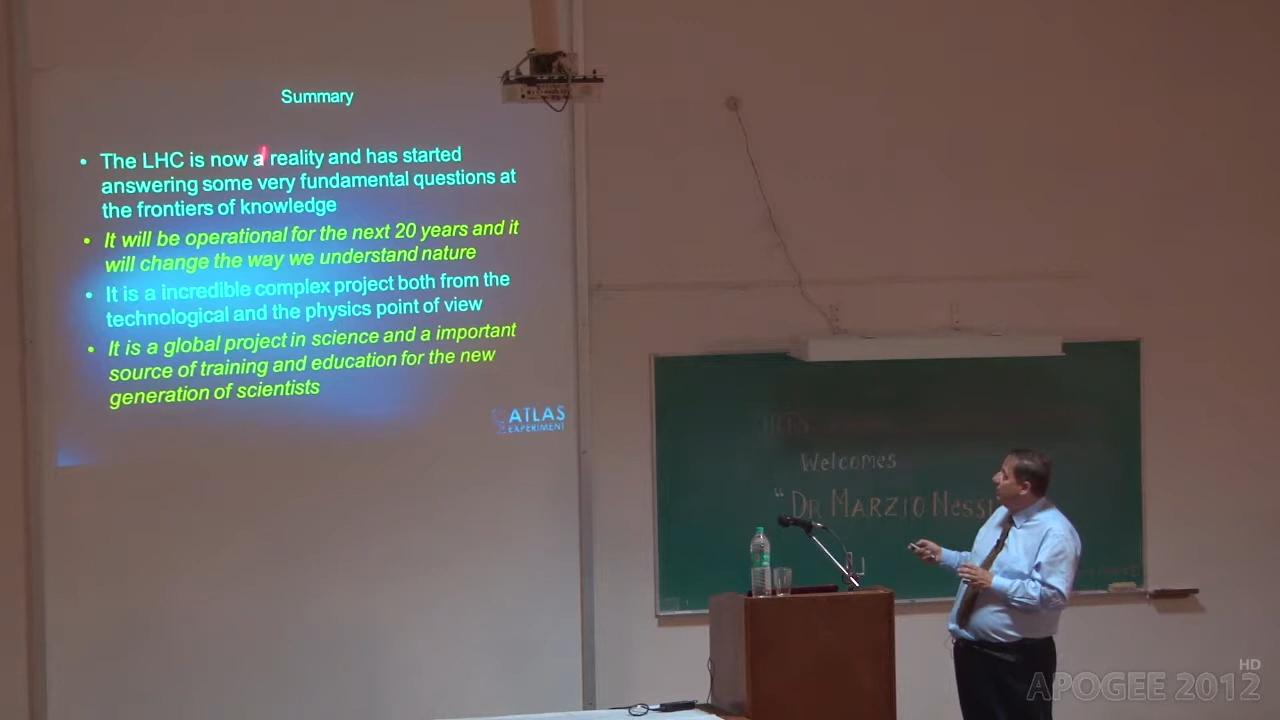 Summary
• The LHC is now a reality and has started
answering some very fundamental questions at
the frontiers of knowledge
• It will be operational for the next 20 years and it
will change the way we understand nature
• It is a incredible complex project both from the
technological and the physics point of view
• It is a global project in science and a important
source of training and education for the new
generation of scientists
ATLAS
EXPERIMENT
Welcomes
"DR MARZIO NESSI
HD
APOGEE 2012